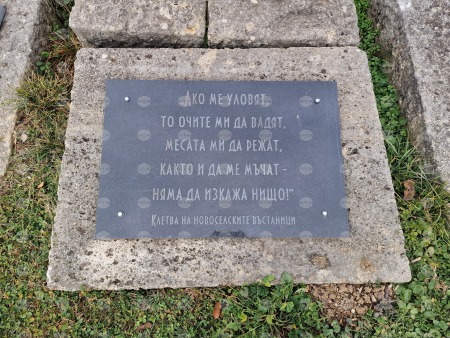 Ако ме уловят,
то очите ми да вадят,
месата ми да режат,
както и да ме мъчат -
няма да изкажа нищо!"
Клетва на новоселските въстаници